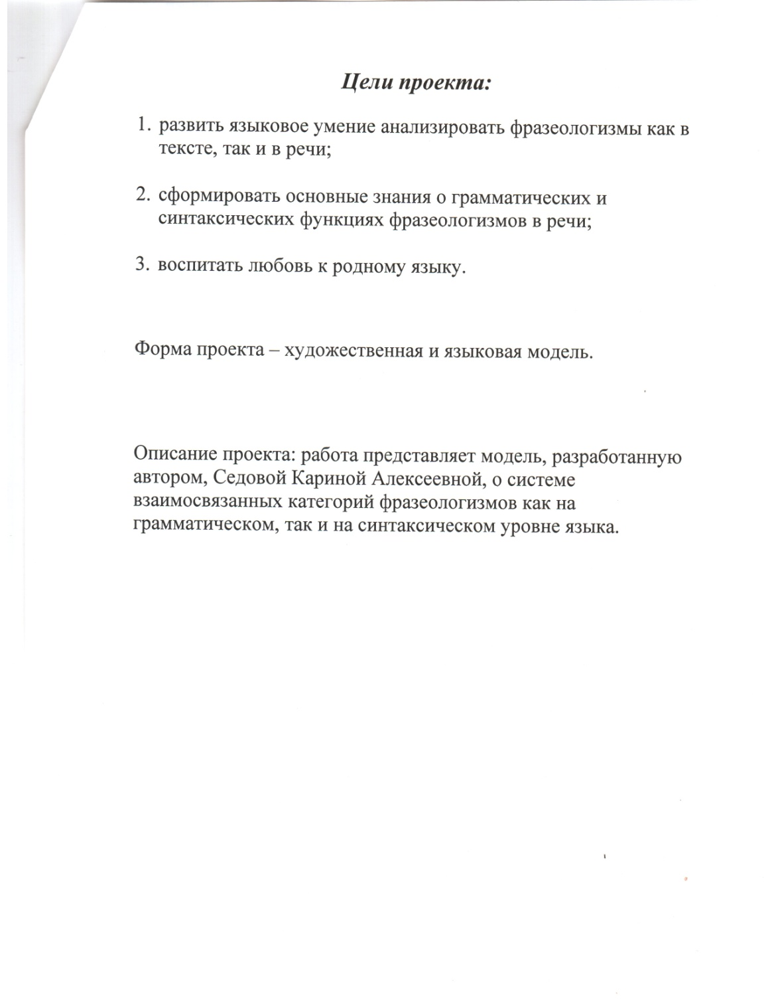 Цели проекта:
1. развить языковое умение анализировать фразеологизмы как в
тексте, так и в речи;
2. сформировать основные знания о грамматических и
синтаксических функциях фразеологизмов в речи;
3. воспитать любовь к родному языку.
Форма проекта – художественная и языковая модель.
Описание проекта: работа представляет модель, разработанную
автором, Седовой Кариной Алексеевной, о системе
взаимосвязанных категорий фразеологизмов как на
грамматическом, так и на синтаксическом уровне языка.